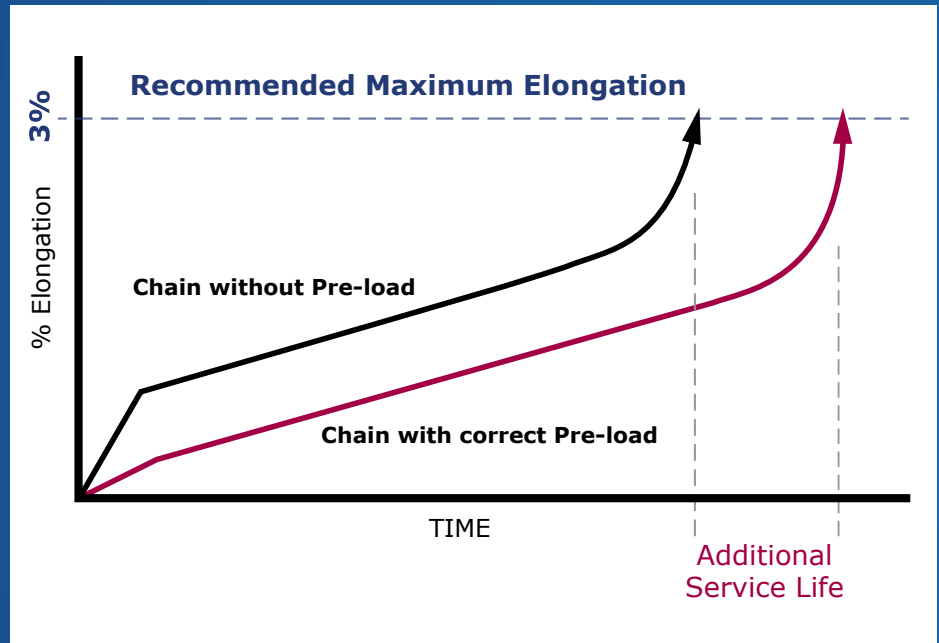 Recommended Maximum Elongation
3%
% Elongation
Chain without Pre-load
Chain with correct Pre-load
TIME
Additional
Service Life